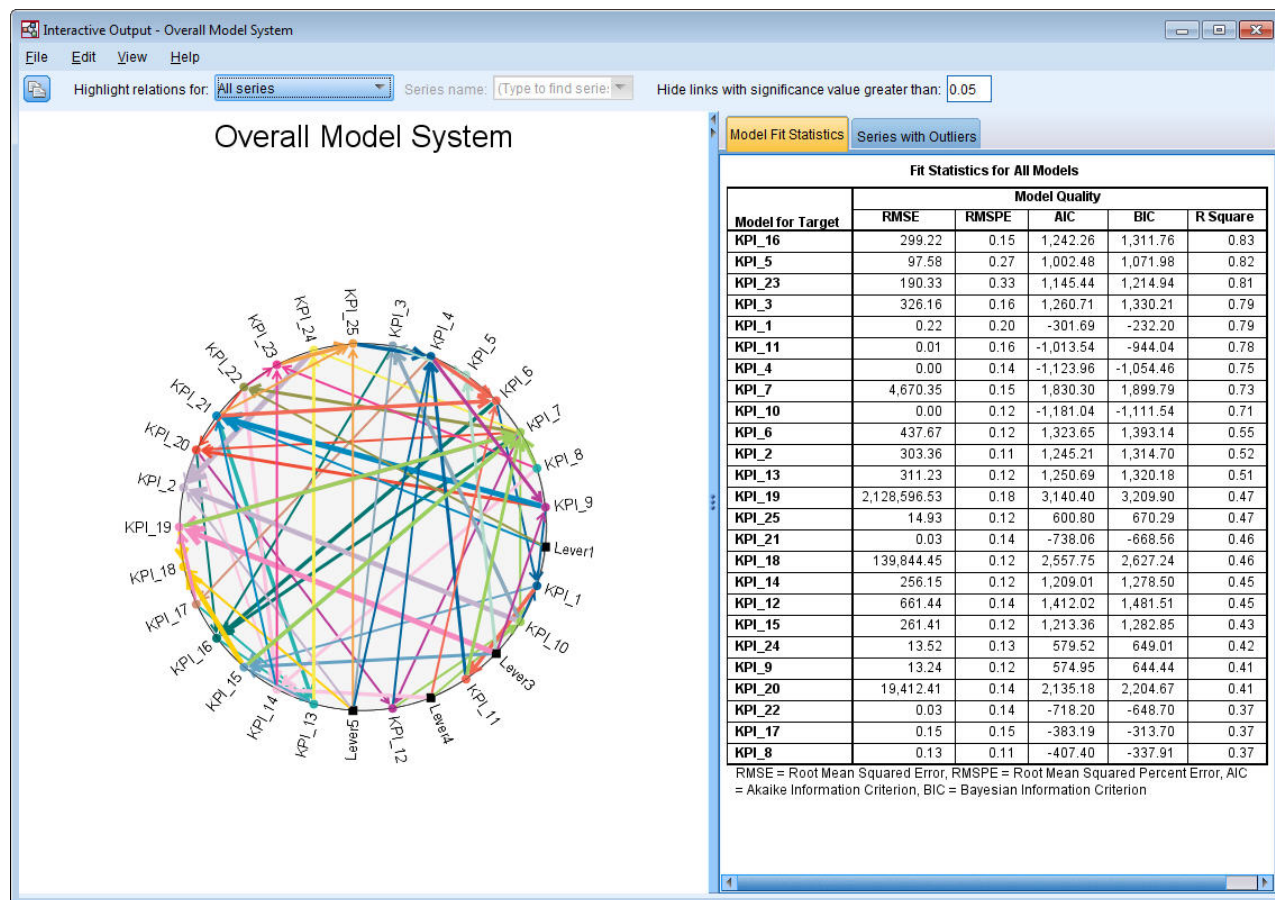 Interactive Output - Overall Model System
File Edit View Help
Highlight relations for: All series Series name: (Type to find serie: Hide links with significance value greater than: 0.05
Overall Model System
KPI_25
KPI_3
KPI_4
KPI_5
KPI_6
KPI_7
KPI_8
KPI_9
Lever1
KPI_1
KPI_10
Lever3
KPI_11
Lever4
KPI_12
Lever5
KPI_13
KPI_14
KPI_15
KPI_16
KPI_17
KPI_18
KPI_19
KPI_2
KPI_20
KPI_21
KPI_22
KPI_23
KPI_24
Model Fit Statistics Series with Outliers
Fit Statistics for All Models
Model Quality
Model for Target RMSE RMSPE AIC BIC R Square
KPI_16 299.22 0.15 1,242.26 1,311.76 0.83
KPI_5 97.58 0.27 1,002.48 1,071.98 0.82
KPI_23 190.33 0.33 1,145.44 1,214.94 0.81
KPI_3 326.16 0.16 1,260.71 1,330.21 0.79
KPI_1 0.22 0.20 -301.69 -232.20 0.79
KPI_11 0.01 0.16 -1,013.54 -944.04 0.78
KPI_4 0.00 0.14 -1,123.96 -1,054.46 0.75
KPI_7 4,670.35 0.15 1,830.30 1,899.79 0.73
KPI_10 0.00 0.12 -1,181.04 -1,111.54 0.71
KPI_6 437.67 0.12 1,323.65 1,393.14 0.55
KPI_2 303.36 0.11 1,245.21 1,314.70 0.52
KPI_13 311.23 0.12 1,250.69 1,320.18 0.51
KPI_19 2,128,596.53 0.18 3,140.40 3,209.90 0.47
KPI_25 14.93 0.12 600.80 670.29 0.47
KPI_21 0.03 0.14 -738.06 -668.56 0.46
KPI_18 139,844.45 0.12 2,557.75 2,627.24 0.46
KPI_14 256.15 0.12 1,209.01 1,278.50 0.45
KPI_12 661.44 0.14 1,412.02 1,481.51 0.45
KPI_15 261.41 0.12 1,213.36 1,282.85 0.43
KPI_24 13.52 0.13 579.52 649.01 0.42
KPI_9 13.24 0.12 574.95 644.44 0.41
KPI_20 19,412.41 0.14 2,135.18 2,204.67 0.41
KPI_22 0.03 0.14 -718.20 -648.70 0.37
KPI_17 0.15 0.15 -383.19 -313.70 0.37
KPI_8 0.13 0.11 -407.40 -337.91 0.37
RMSE = Root Mean Squared Error, RMSPE = Root Mean Squared Percent Error, AIC
= Akaike Information Criterion, BIC = Bayesian Information Criterion